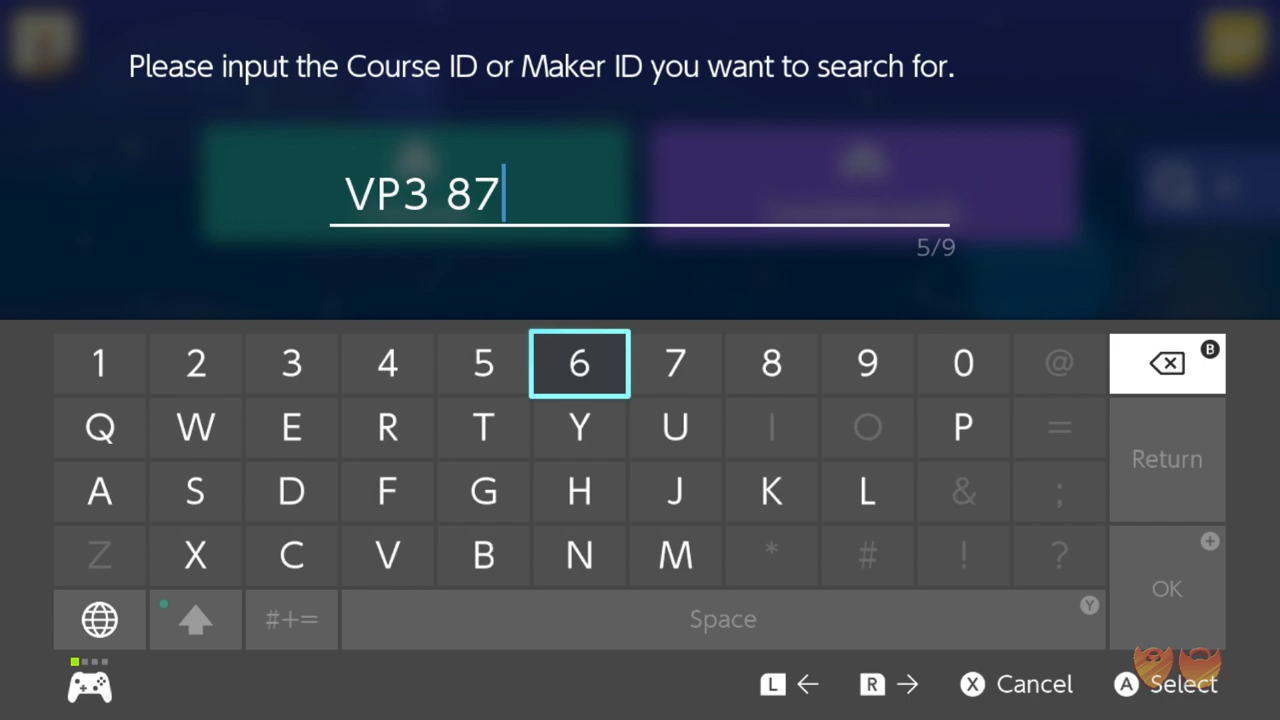 Please input the Course ID or Maker ID you want to search for.
VP3 87
5/9
1 2 3 4 5 6 7 8 9 0 @ B
Q W E R T Y U I O P = Return
A S D F G H J K L & ;
Z X C V B N M * # ! ? +
OK
#+= Space Y
L ← R → X Cancel A Select